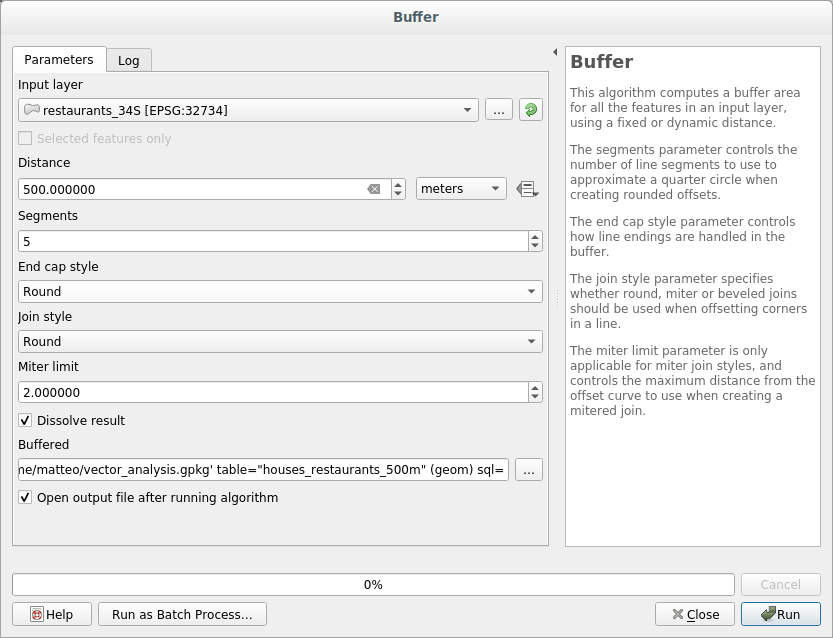 Buffer
Parameters
Log
Input layer
restaurants_34S [EPSG:32734]
...
Selected features only
Distance
500.000000
meters
Segments
5
End cap style
Round
Join style
Round
Miter limit
2.000000
Dissolve result
Buffered
me/matteo/vector_analysis.gpkg' table="houses_restaurants_500m" (geom) sql=
...
Open output file after running algorithm
Buffer
This algorithm computes a buffer area
for all the features in an input layer,
using a fixed or dynamic distance.
The segments parameter controls the
number of line segments to use to
approximate a quarter circle when
creating rounded offsets.
The end cap style parameter controls
how line endings are handled in the
buffer.
The join style parameter specifies
whether round, miter or beveled joins
should be used when offsetting corners
in a line.
The miter limit parameter is only
applicable for miter join styles, and
controls the maximum distance from the
offset curve to use when creating a
mitered join.
0%
Cancel
Help
Run as Batch Process...
Close
Run